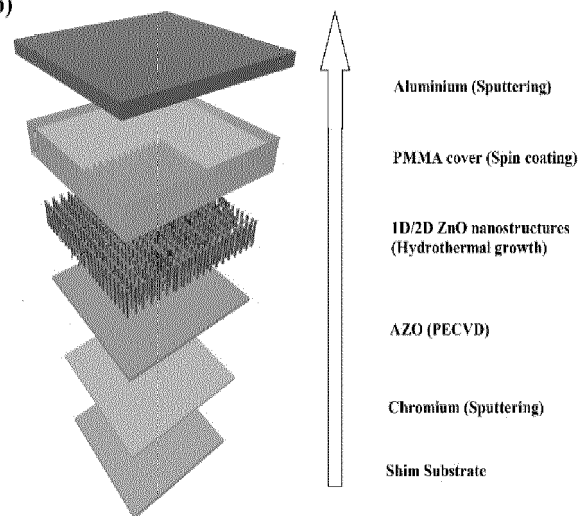 Aluminium (Sputtering)
PMMA cover (Spin coating)
1D/2D ZnO nanostructures
(Hydrothermal growth)
AZO (PECVD)
Chromium (Sputtering)
Shim Substrate